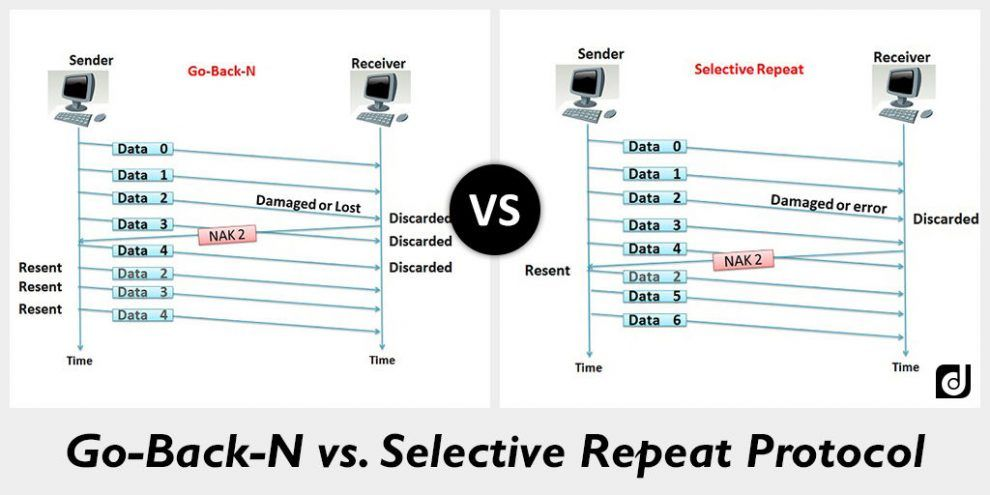 Sender
Go-Back-N
Receiver
Data 0
Data 1
Data 2
Damaged or Lost
Discarded
Data 3
NAK 2
Discarded
Data 4
Discarded
Resent
Data 2
Resent
Data 3
Resent
Data 4
Time
Time
VS
Sender
Selective Repeat
Receiver
Data 0
Data 1
Data 2
Damaged or error
Discarded
Data 3
Data 4
NAK 2
Resent
Data 2
Data 5
Data 6
Time
Time
d
Go-Back-N vs. Selective Repeat Protocol